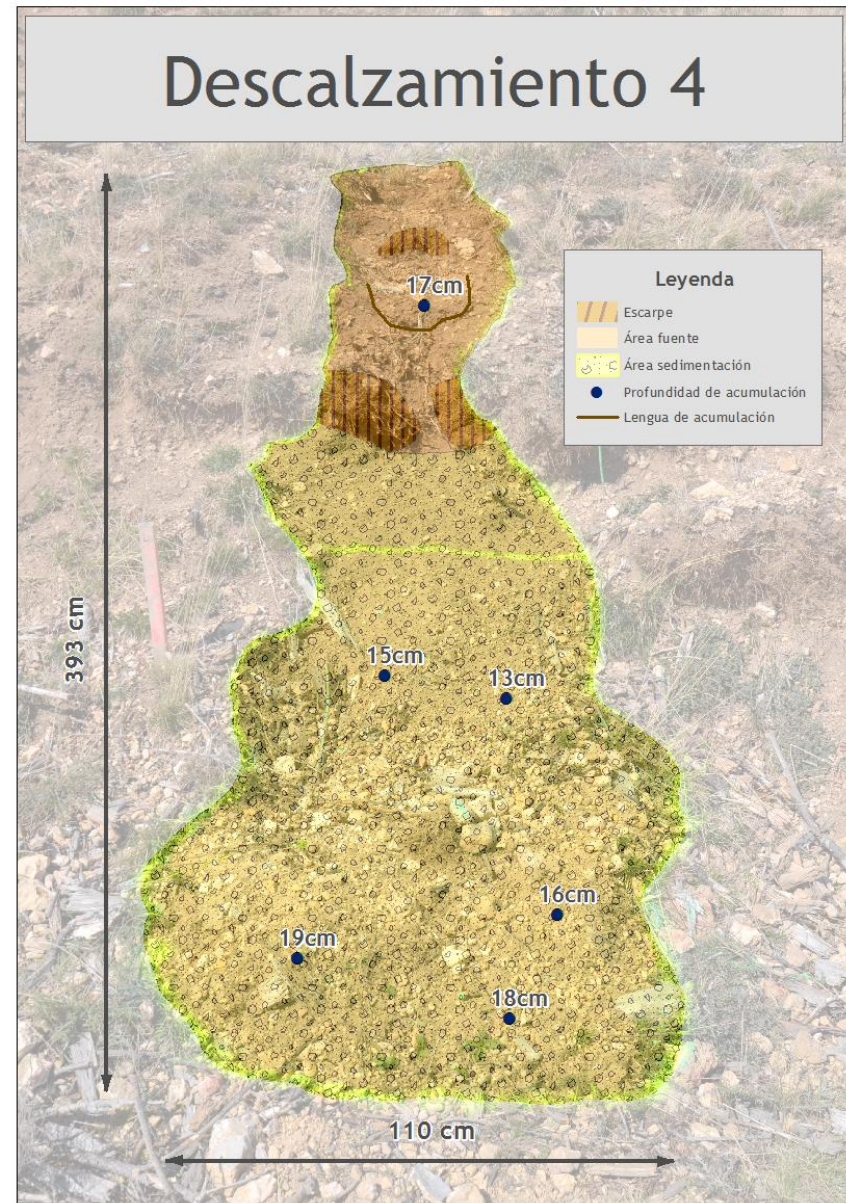 Descalzamiento 4
17cm
Leyenda
Escarpe
Área fuente
Área sedimentación
Profundidad de acumulación
Lengua de acumulación
393 cm
15cm
13cm
16cm
19cm
18cm
110 cm